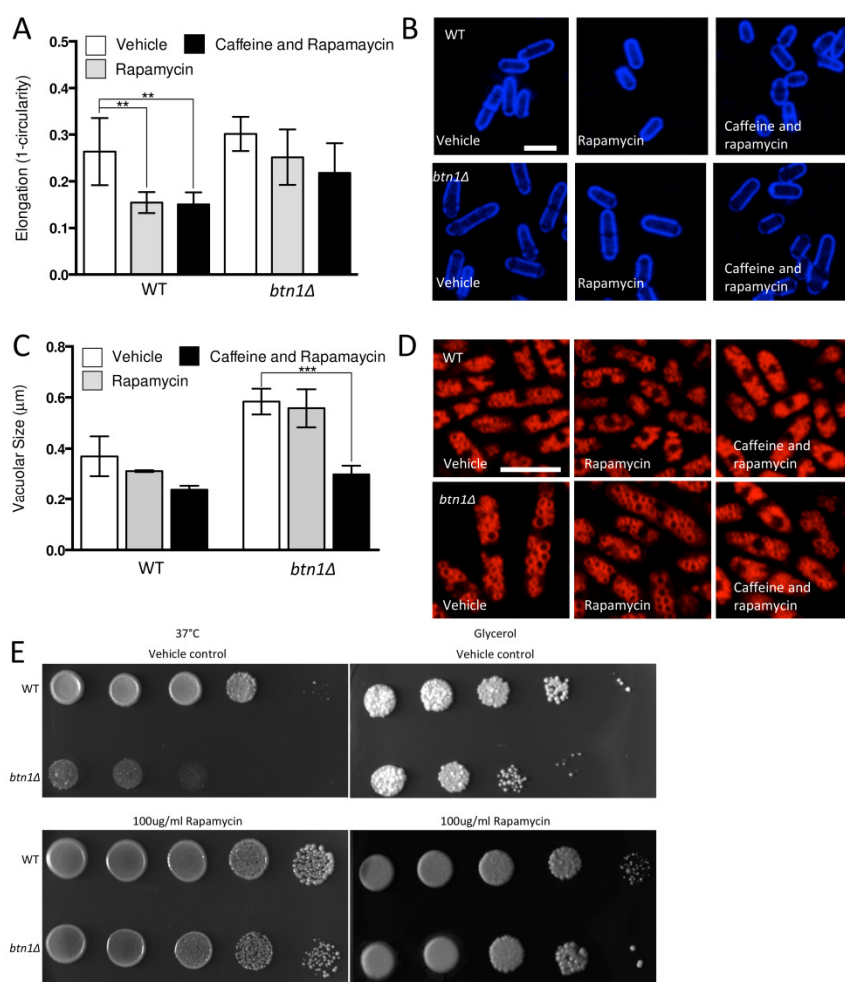 A
Vehicle
Caffeine and Rapamaycin
Rapamycin
Elongation (1-circularity)
0.5
0.4
0.3
0.2
0.1
0.0
**
**
WT
btn1Δ
B
WT
Vehicle
Rapamycin
Caffeine and
rapamycin
btn1Δ
Vehicle
Rapamycin
Caffeine and
rapamycin
C
Vehicle
Caffeine and Rapamaycin
Rapamycin
Vacuolar Size (μm)
0.8
0.6
0.4
0.2
0.0
***
WT
btn1Δ
D
WT
Vehicle
Rapamycin
Caffeine and
rapamycin
btn1Δ
Vehicle
Rapamycin
Caffeine and
rapamycin
E
37°C
Vehicle control
Glycerol
Vehicle control
WT
btn1Δ
100ug/ml Rapamycin
100ug/ml Rapamycin
WT
btn1Δ